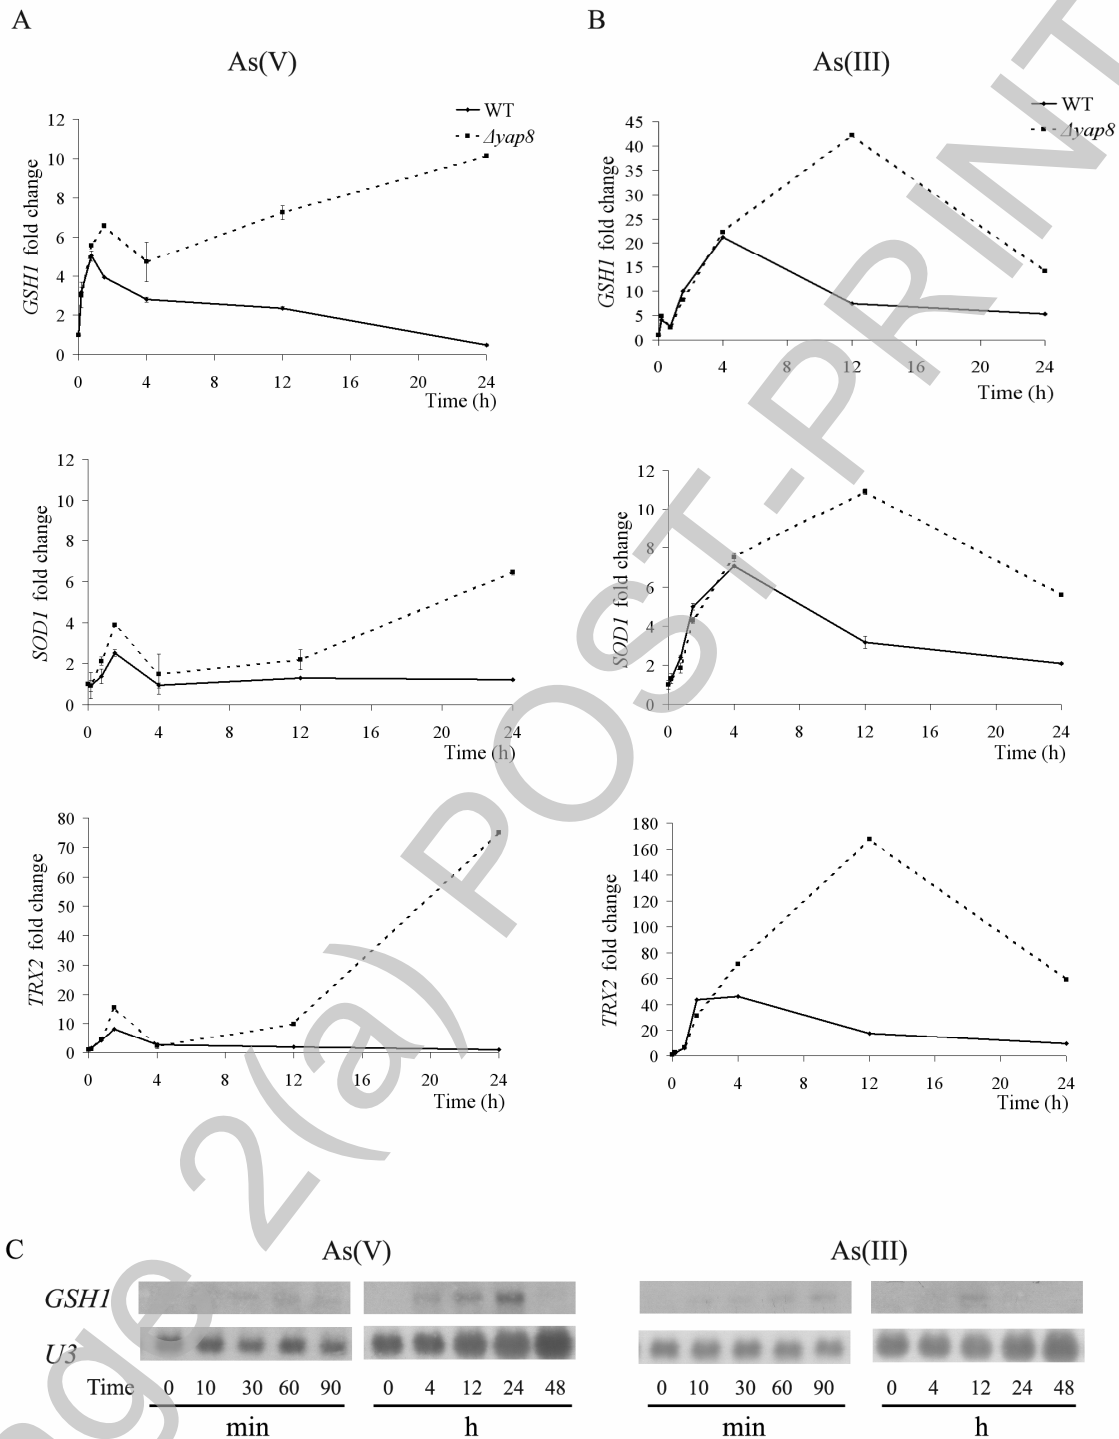 A
B
As(V)
As(III)
WT
Δyap8
GSH1 fold change
12
10
8
6
4
2
0
0 4 8 12 16 20 24
Time (h)
WT
Δyap8
GSH1 fold change
45
40
35
30
25
20
15
10
5
0
0 4 8 12 16 20 24
Time (h)
SOD1 fold change
12
10
8
6
4
2
0
0 4 8 12 16 20 24
Time (h)
SOD1 fold change
12
10
8
6
4
2
0
0 4 8 12 16 20 24
Time (h)
TRX2 fold change
80
70
60
50
40
30
20
10
0
0 4 8 12 16 20 24
Time (h)
TRX2 fold change
180
160
140
120
100
80
60
40
20
0
0 4 8 12 16 20 24
Time (h)
C
As(V)
As(III)
GSH1
U3
Time 0 10 30 60 90 0 4 12 24 48 0 10 30 60 90 0 4 12 24 48
min h min h
2(a) POST-PRINT